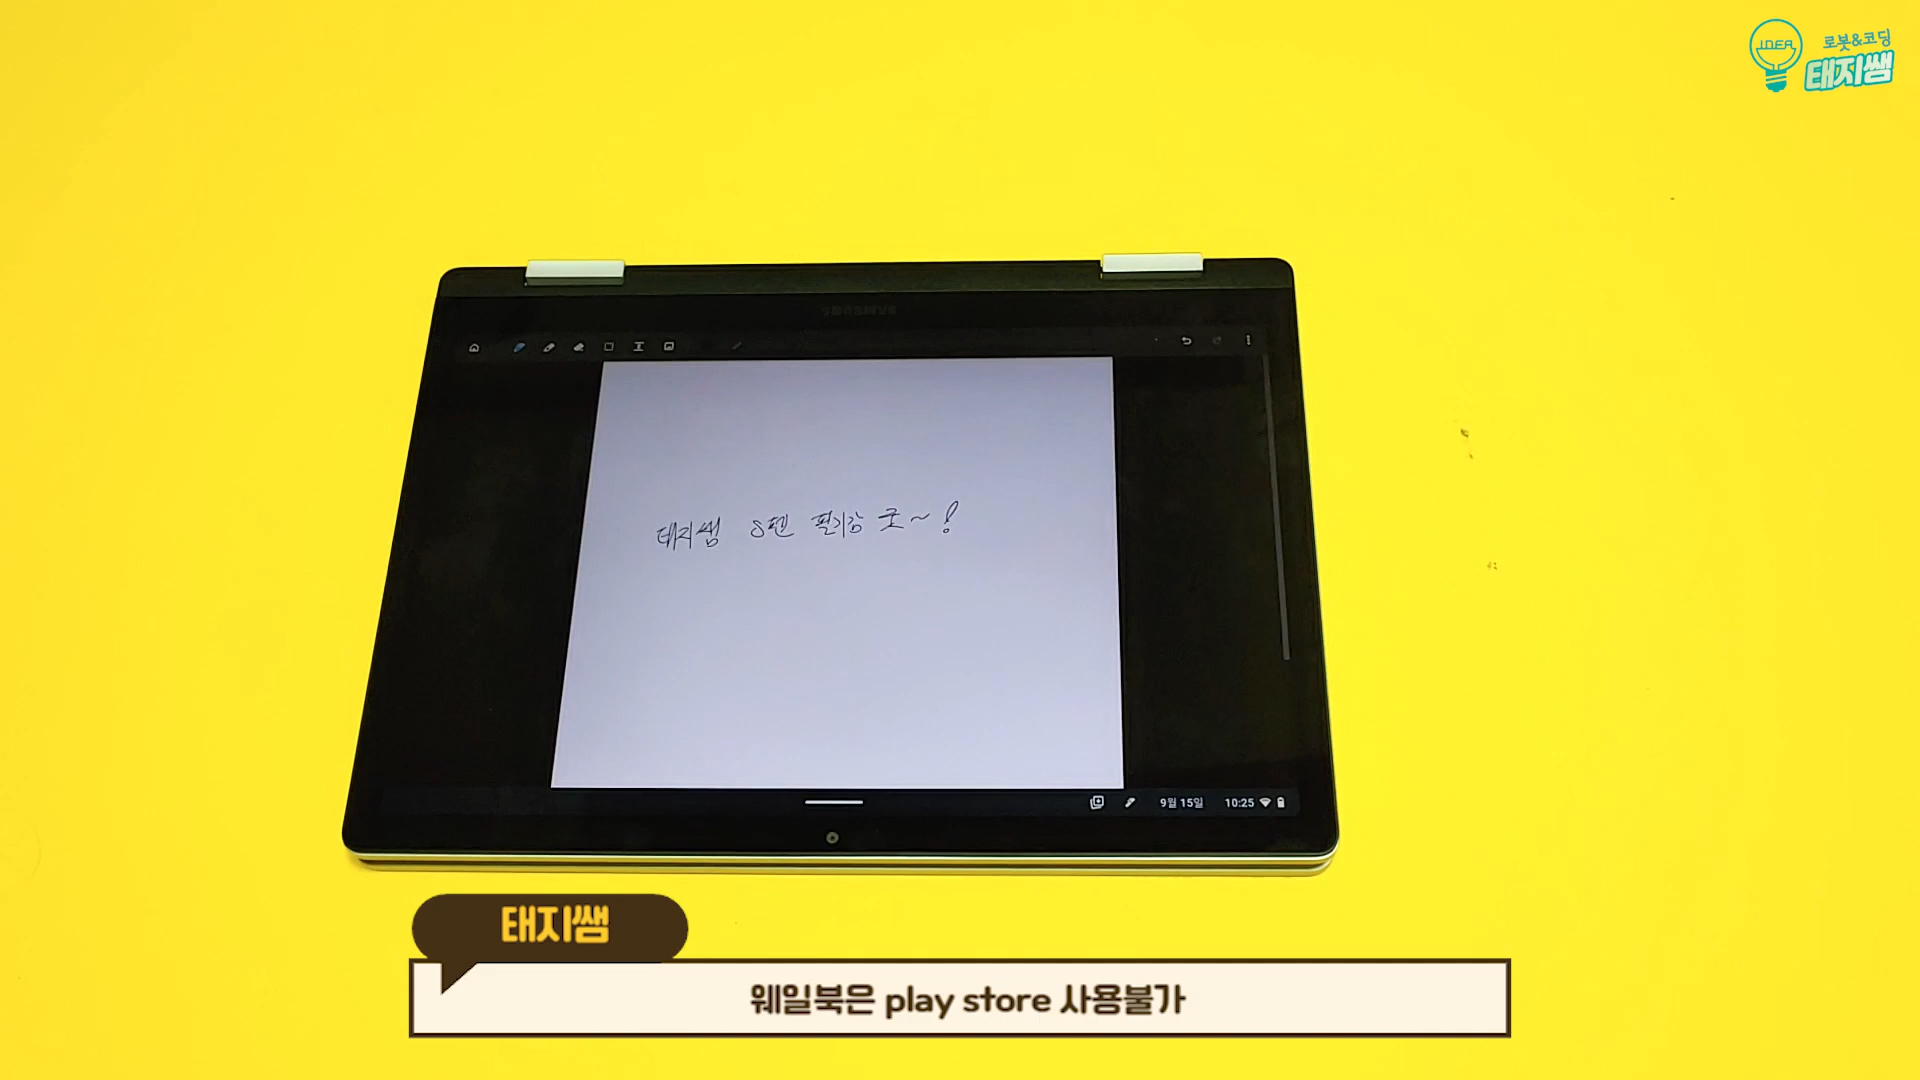 IDEA
로봇&코딩
태지쌤
태지쌤 S펜 필기감 굿~!
9월 15일 10:25
태지쌤
웨일북은 play store 사용불가